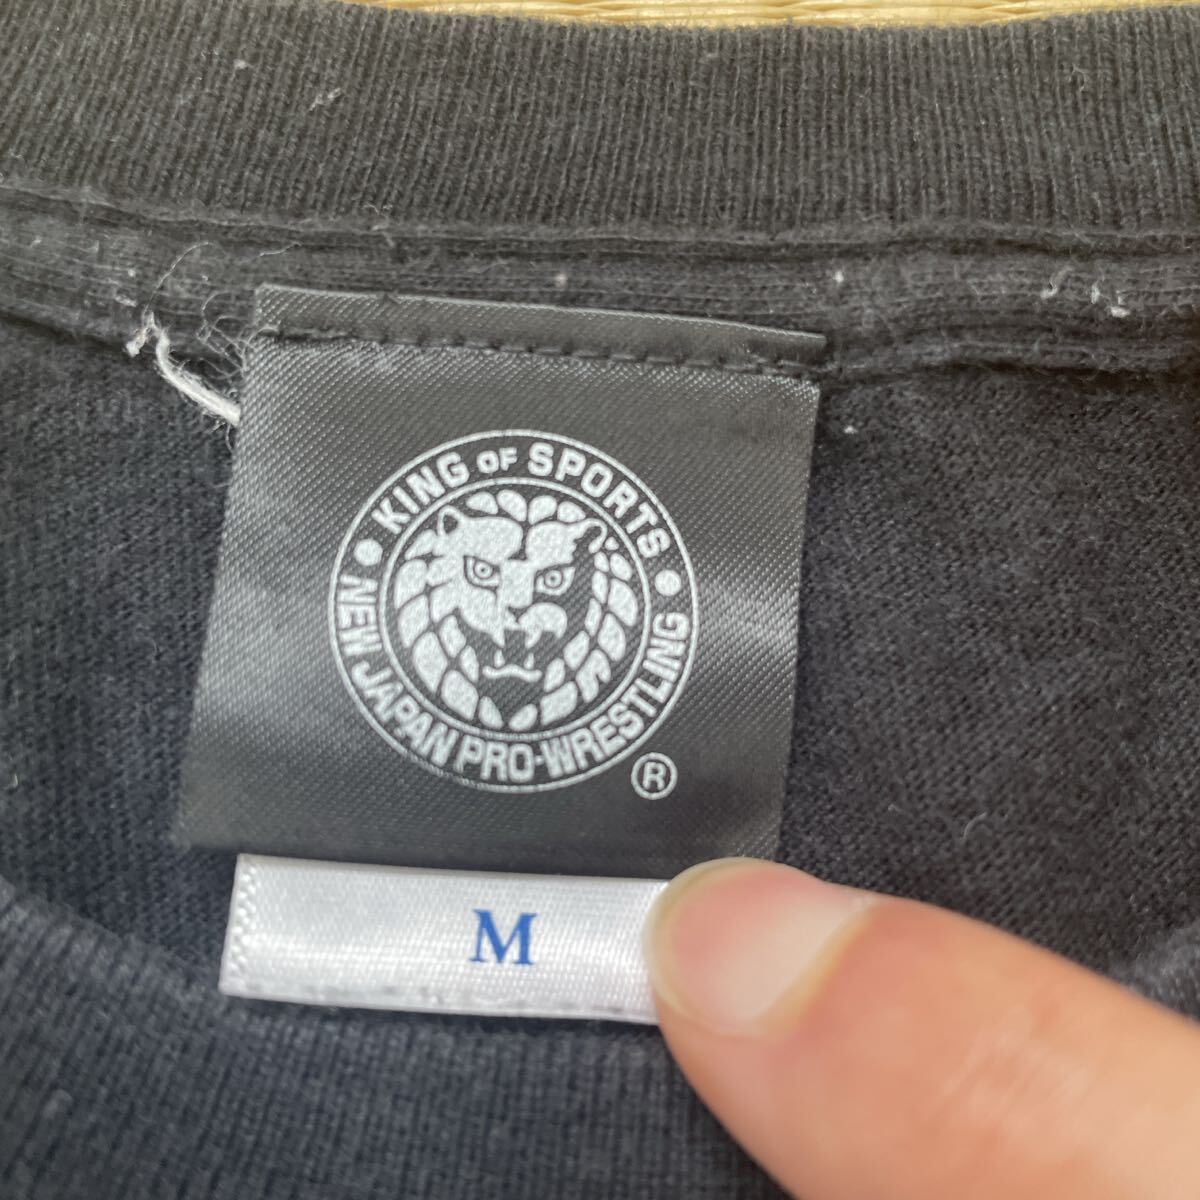 KING OF SPORTS
NEW JAPAN PRO-WRESTLING
®
M